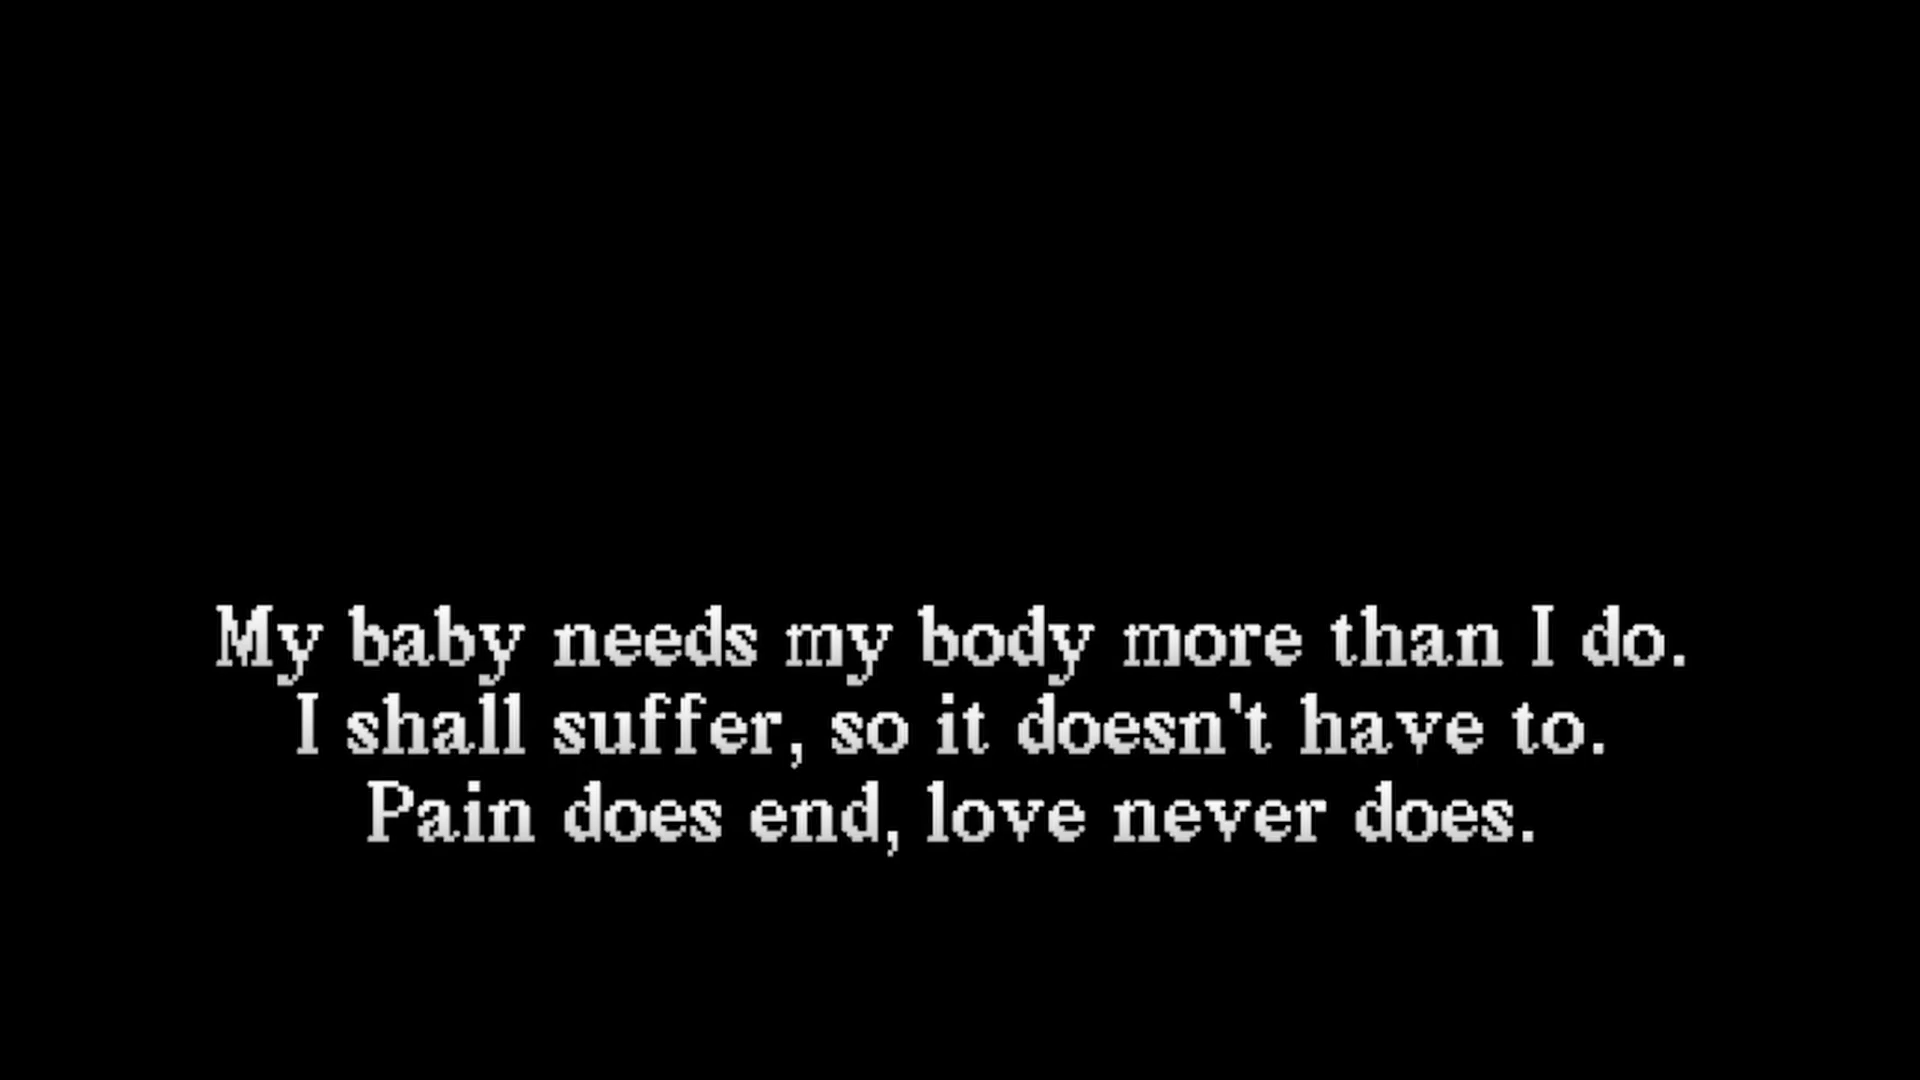 My baby needs my body more than I do.
I shall suffer, so it doesn't have to.
Pain does end, love never does.